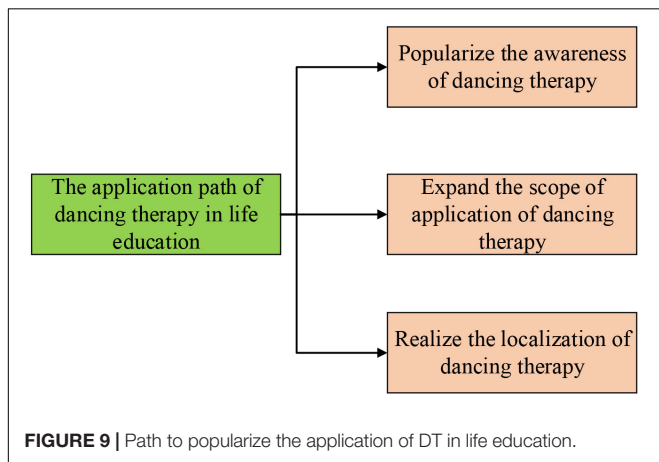 Popularize the awareness
of dancing therapy
The application path of
dancing therapy in life
education
Expand the scope of
application of dancing
therapy
Realize the localization of
dancing therapy
FIGURE 9 | Path to popularize the application of DT in life education.